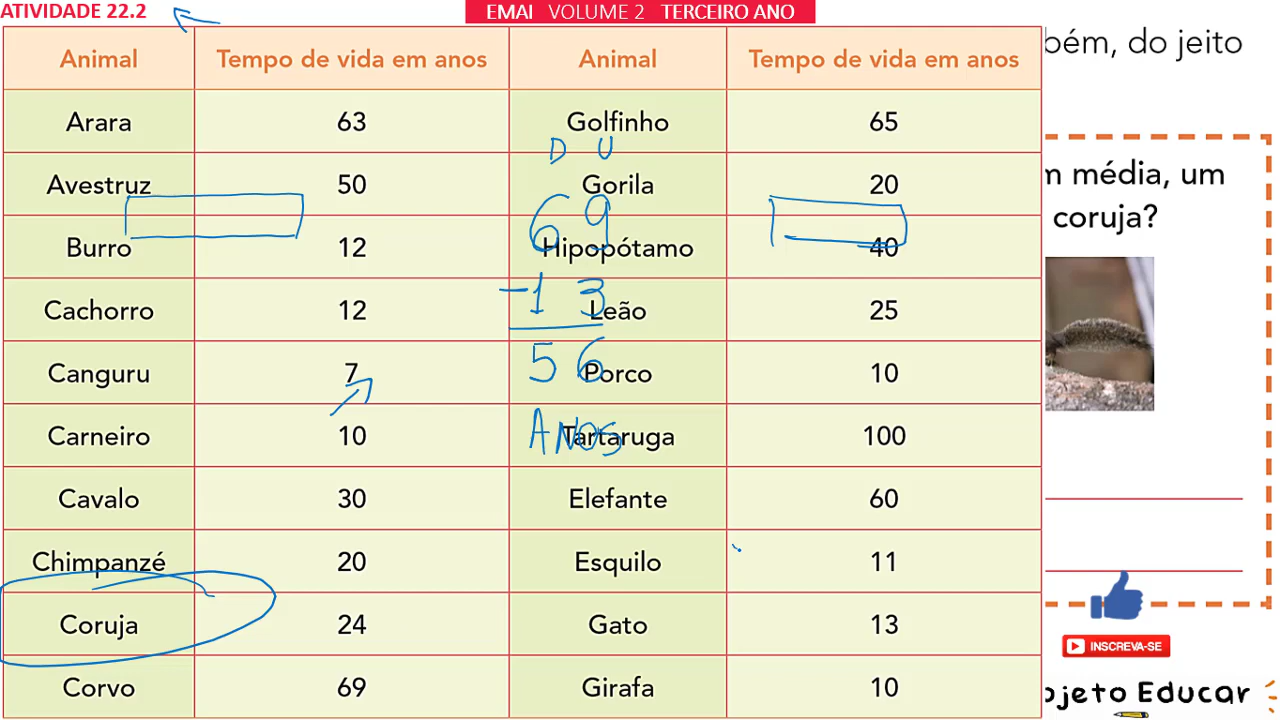 ATIVIDADE 22.2
EMAI VOLUME 2 TERCEIRO ANO
Animal Tempo de vida em anos Animal Tempo de vida em anos
Arara 63 Golfinho 65
Avestruz 50 Gorila 20
Burro 12 Hipopótamo 40
Cachorro 12 Leão 25
Canguru 7 Porco 10
Carneiro 10 Tartaruga 100
Cavalo 30 Elefante 60
Chimpanzé 20 Esquilo 11
Coruja 24 Gato 13
Corvo 69 Girafa 10
D U
69
-13
56
ANOS
bém, do jeito
m média, um
coruja?
INSCREVA-SE
ojeto Educar